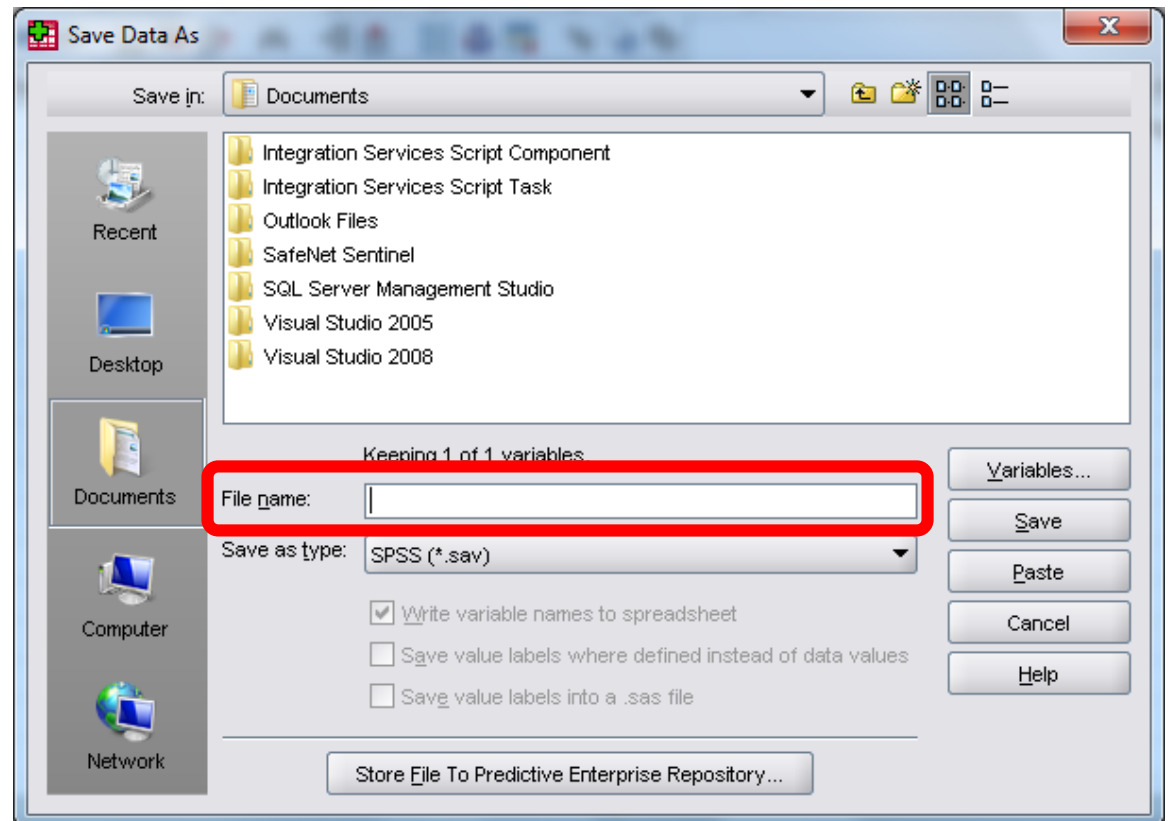 Save Data As
Save in: Documents
Integration Services Script Component
Integration Services Script Task
Outlook Files
SafeNet Sentinel
SQL Server Management Studio
Visual Studio 2005
Visual Studio 2008
Recent
Desktop
Documents
Computer
Network
Keeping 1 of 1 variables
File name:
Save as type: SPSS (*.sav)
Write variable names to spreadsheet
Save value labels where defined instead of data values
Save value labels into a .sas file
Variables...
Save
Paste
Cancel
Help
Store File To Predictive Enterprise Repository...